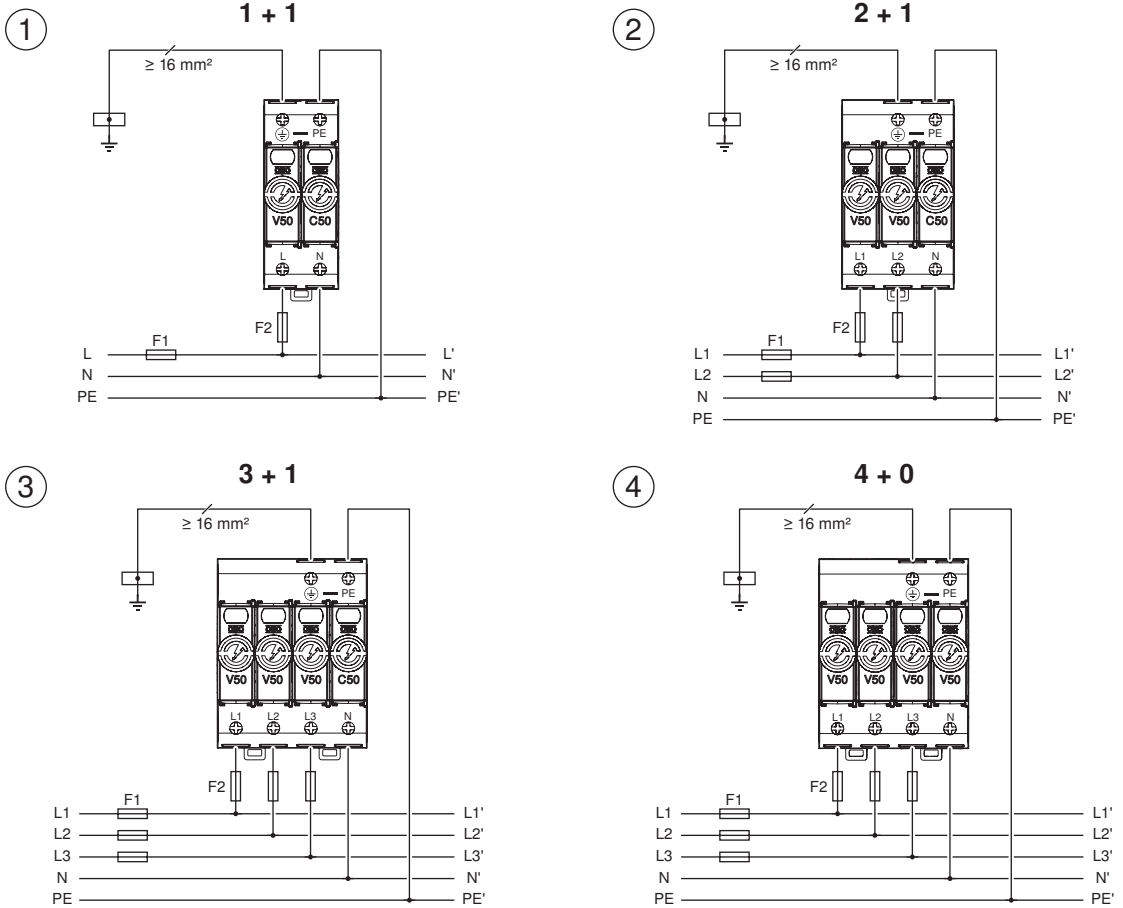 1
1 + 1
≥ 16 mm²
PE
V50 C50
L N
F2
F1
L L'
N N'
PE PE'
2
2 + 1
≥ 16 mm²
PE
V50 V50 C50
L1 L2 N
F2
F1
L1 L1'
L2 L2'
N N'
PE PE'
3
3 + 1
≥ 16 mm²
PE
V50 V50 V50 C50
L1 L2 L3 N
F2
F1
L1 L1'
L2 L2'
L3 L3'
N N'
PE PE'
4
4 + 0
≥ 16 mm²
PE
V50 V50 V50 V50
L1 L2 L3 N
F2
F1
L1 L1'
L2 L2'
L3 L3'
N N'
PE PE'